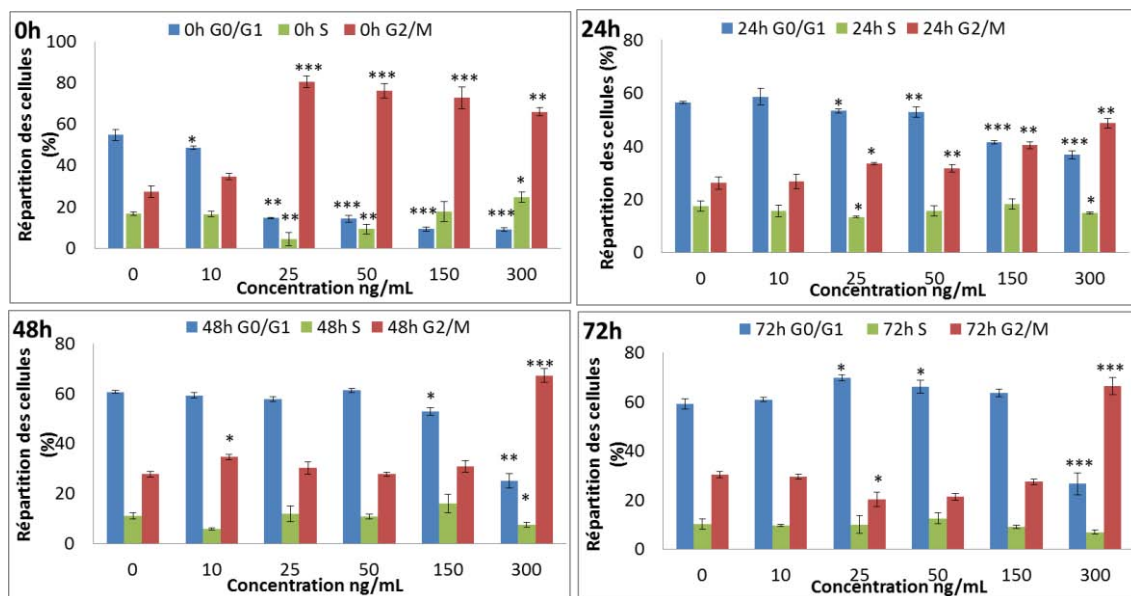 0h
0h G0/G1 0h S 0h G2/M
Répartition des cellules
(%)
100
80
60
40
20
0
* ** ** *** *** ** *** *** *** *** * **
0 10 25 50 150 300
Concentration ng/mL
24h
24h G0/G1 24h S 24h G2/M
Répartition des cellules (%)
80
60
40
20
0
* * * ** ** *** ** *** * **
0 10 25 50 150 300
Concentration ng/mL
48h
48h G0/G1 48h S 48h G2/M
Répartition des cellules
(%)
80
60
40
20
0
* * ** * ***
0 10 25 50 150 300
Concentration ng/mL
72h
72h G0/G1 72h S 72h G2/M
Répartition des cellules
(%)
80
60
40
20
0
* * * *** ***
0 10 25 50 150 300
Concentration ng/mL